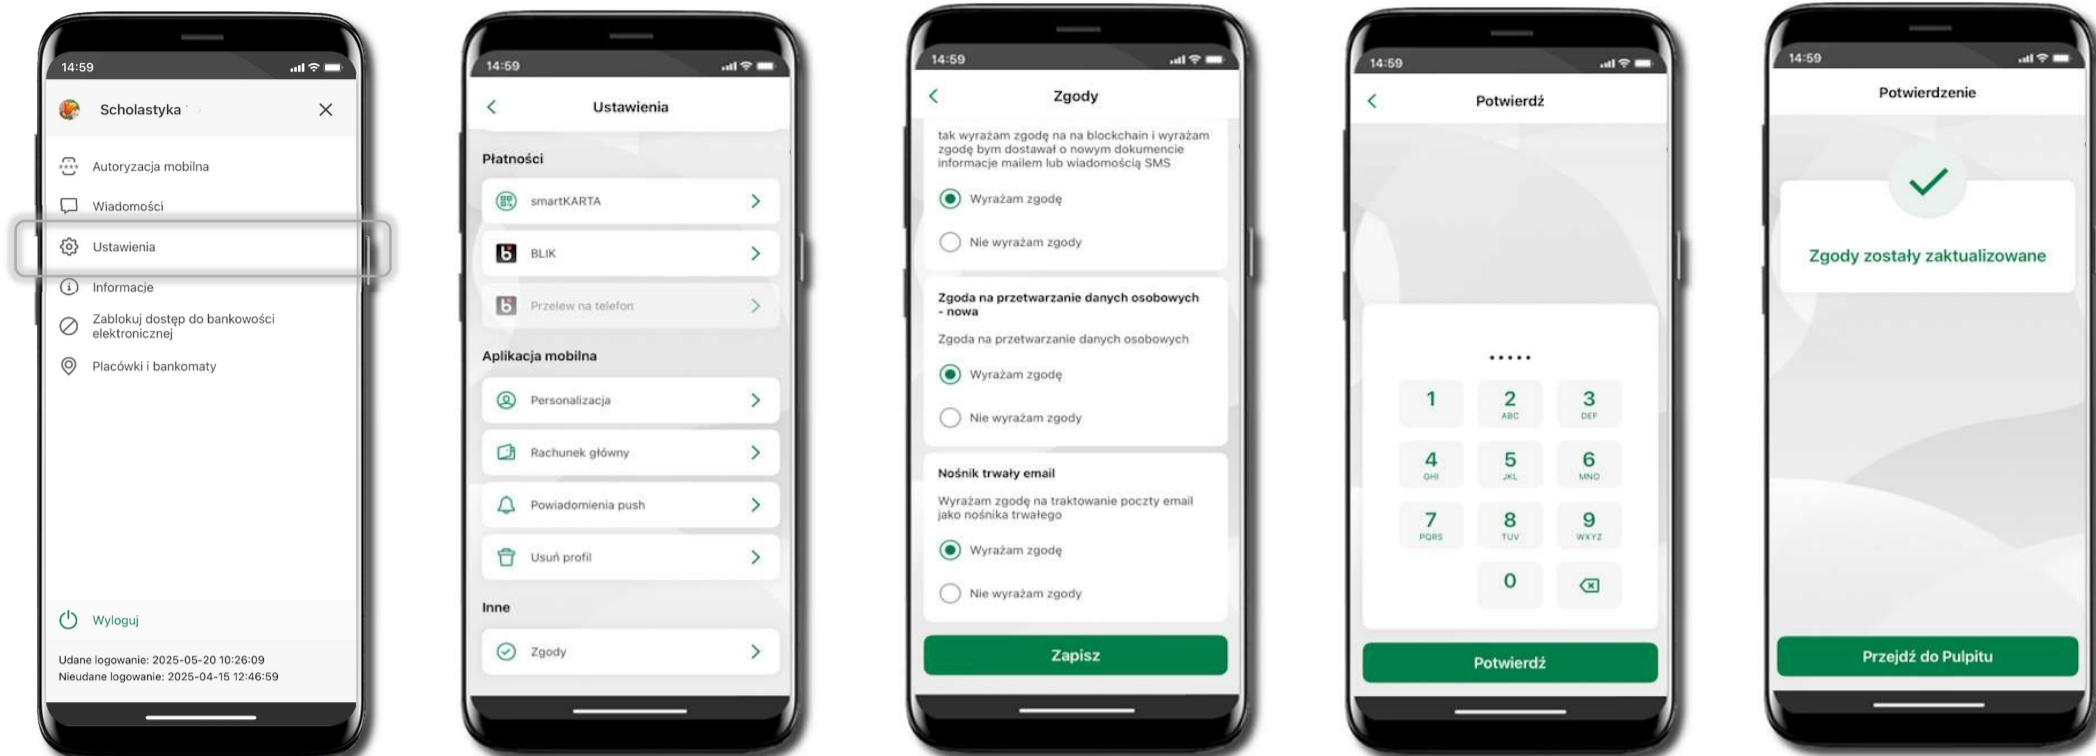 14:59
Scholastyka
Autoryzacja mobilna
Wiadomości
Ustawienia
Informacje
Zablokuj dostęp do bankowości
elektronicznej
Placówki i bankomaty
Wyloguj
Udane logowanie: 2025-05-20 10:26:09
Nieudane logowanie: 2025-04-15 12:46:59
14:59
Ustawienia
Płatności
smartKARTA
BLIK
Przelew na telefon
Aplikacja mobilna
Personalizacja
Rachunek główny
Powiadomienia push
Usuń profil
Inne
Zgody
14:59
Zgody
tak wyrażam zgodę na na blockchain i wyrażam
zgodę bym dostawał o nowym dokumencie
informacje mailem lub wiadomością SMS
Wyrażam zgodę
Nie wyrażam zgody
Zgoda na przetwarzanie danych osobowych
- nowa
Zgoda na przetwarzanie danych osobowych
Wyrażam zgodę
Nie wyrażam zgody
Nośnik trwały email
Wyrażam zgodę na traktowanie poczty email
jako nośnika trwałego
Wyrażam zgodę
Nie wyrażam zgody
Zapisz
14:59
Potwierdź
1 2 3
ABC DEF
4 5 6
GHI JKL MNO
7 8 9
PQRS TUV WXYZ
0
Potwierdź
14:59
Potwierdzenie
Zgody zostały zaktualizowane
Przejdź do Pulpitu